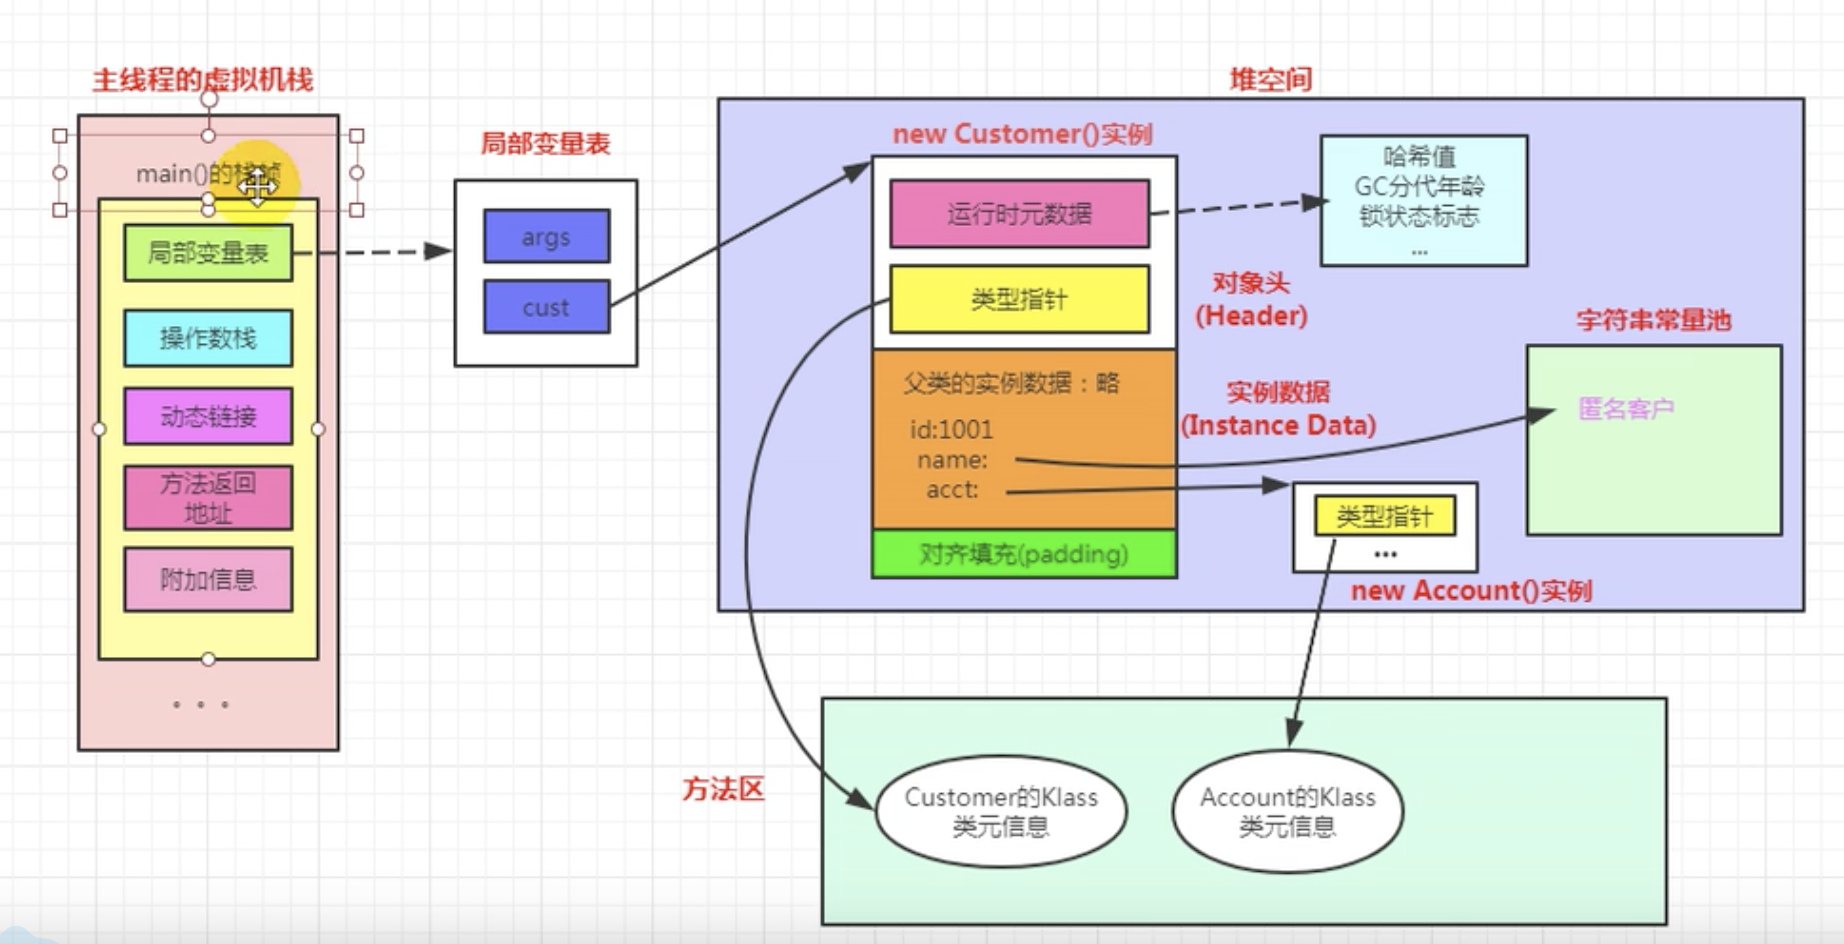 主线程的虚拟机栈
main()的栈帧
局部变量表
操作数栈
动态链接
方法返回
地址
附加信息
. . .
局部变量表
args
cust
堆空间
new Customer()实例
运行时元数据
类型指针
对象头
(Header)
哈希值
GC分代年龄
锁状态标志
...
父类的实例数据：略
id:1001
name:
acct:
实例数据
(Instance Data)
对齐填充(padding)
字符串常量池
匿名客户
类型指针
...
new Account()实例
方法区
Customer的Klass
类元信息
Account的Klass
类元信息